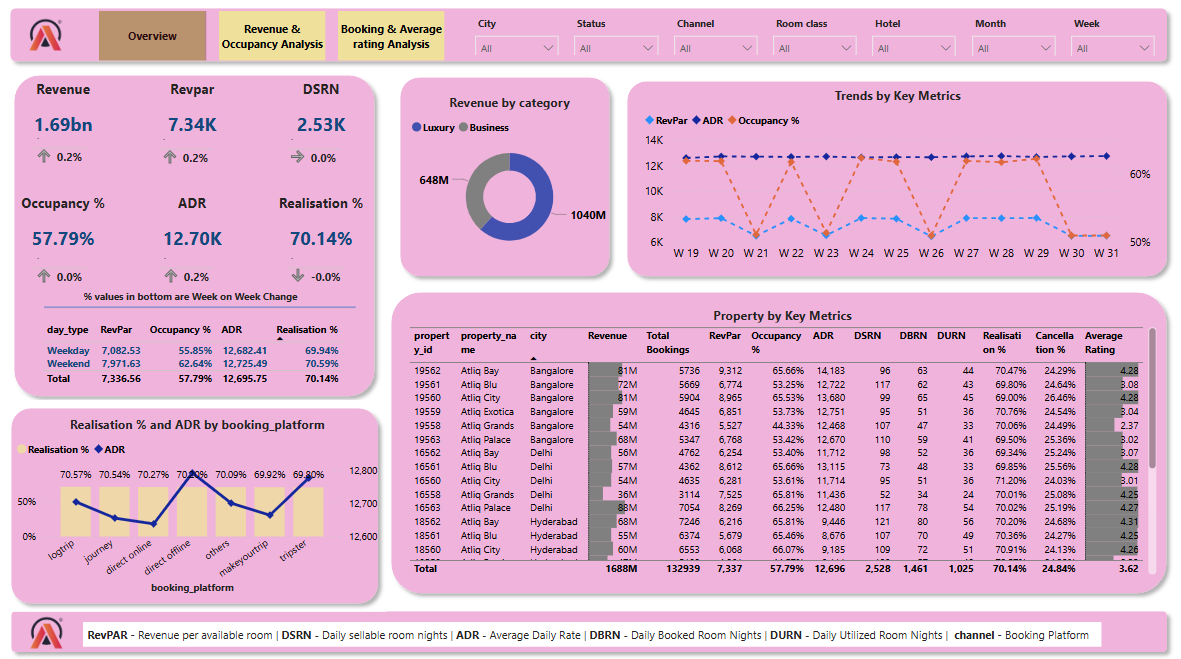 Overview
Revenue &
Occupancy Analysis
Booking & Average
rating Analysis
City
All
Status
All
Channel
All
Room class
All
Hotel
All
Month
All
Week
All
Revenue
Revpar
DSRN
1.69bn
7.34K
2.53K
0.2%
0.2%
0.0%
Occupancy %
ADR
Realisation %
57.79%
12.70K
70.14%
0.0%
0.2%
-0.0%
% values in bottom are Week on Week Change
day_type RevPar Occupancy % ADR Realisation %
Weekday 7,082.53 55.85% 12,682.41 69.94%
Weekend 7,971.63 62.64% 12,725.49 70.59%
Total 7,336.56 57.79% 12,695.75 70.14%
Revenue by category
Luxury Business
648M
1040M
Trends by Key Metrics
RevPar ADR Occupancy %
14K
12K
10K
8K
6K
60%
50%
W 19 W 20 W 21 W 22 W 23 W 24 W 25 W 26 W 27 W 28 W 29 W 30 W 31
Realisation % and ADR by booking_platform
Realisation % ADR
70.57% 70.54% 70.27% 70.09% 69.92% 69.80%
50%
0%
12,800
12,700
12,600
logtrip
journey
direct online
direct offline
others
makeyourtrip
tripster
booking_platform
Property by Key Metrics
propert property_na city Revenue Total RevPar Occupancy ADR DSRN DBRN DURN Realisati Cancella Average
y_id me Bookings % on % tion % Rating
19562 Atliq Bay Bangalore 81M 5736 9,312 65.66% 14,183 96 63 44 70.47% 24.29% 4.28
19561 Atliq Blu Bangalore 72M 5669 6,774 53.25% 12,722 117 62 43 69.80% 24.64% 3.08
19560 Atliq City Bangalore 81M 5904 8,965 65.53% 13,680 99 65 45 69.00% 26.46% 4.28
19559 Atliq Exotica Bangalore 59M 4645 6,851 53.73% 12,751 95 51 36 70.76% 24.54% 3.04
19558 Atliq Grands Bangalore 54M 4316 5,527 44.33% 12,468 107 47 33 70.06% 24.49% 2.37
19563 Atliq Palace Bangalore 68M 5347 6,768 53.42% 12,670 110 59 41 69.50% 25.36% 3.02
16562 Atliq Bay Delhi 56M 4762 6,254 53.40% 11,712 98 52 36 69.34% 25.24% 3.07
16561 Atliq Blu Delhi 57M 4362 8,612 65.66% 13,115 73 48 33 69.85% 25.56% 4.28
16560 Atliq City Delhi 54M 4635 6,281 53.61% 11,714 95 51 36 71.20% 24.03% 3.01
16558 Atliq Grands Delhi 36M 3114 7,525 65.81% 11,436 52 34 24 70.01% 25.08% 4.25
16563 Atliq Palace Delhi 88M 7054 8,269 66.25% 12,480 117 78 54 70.02% 25.19% 4.27
18562 Atliq Bay Hyderabad 68M 7246 6,216 65.81% 9,446 121 80 56 70.20% 24.68% 4.31
18561 Atliq Blu Hyderabad 55M 6374 5,679 65.46% 8,676 107 70 49 70.36% 24.27% 4.25
18560 Atliq City Hyderabad 60M 6553 6,068 66.07% 9,185 109 72 51 70.91% 24.13% 4.26
Total 1688M 132939 7,337 57.79% 12,696 2,528 1,461 1,025 70.14% 24.84% 3.62
RevPAR - Revenue per available room | DSRN - Daily sellable room nights | ADR - Average Daily Rate | DBRN - Daily Booked Room Nights | DURN - Daily Utilized Room Nights | channel - Booking Platform